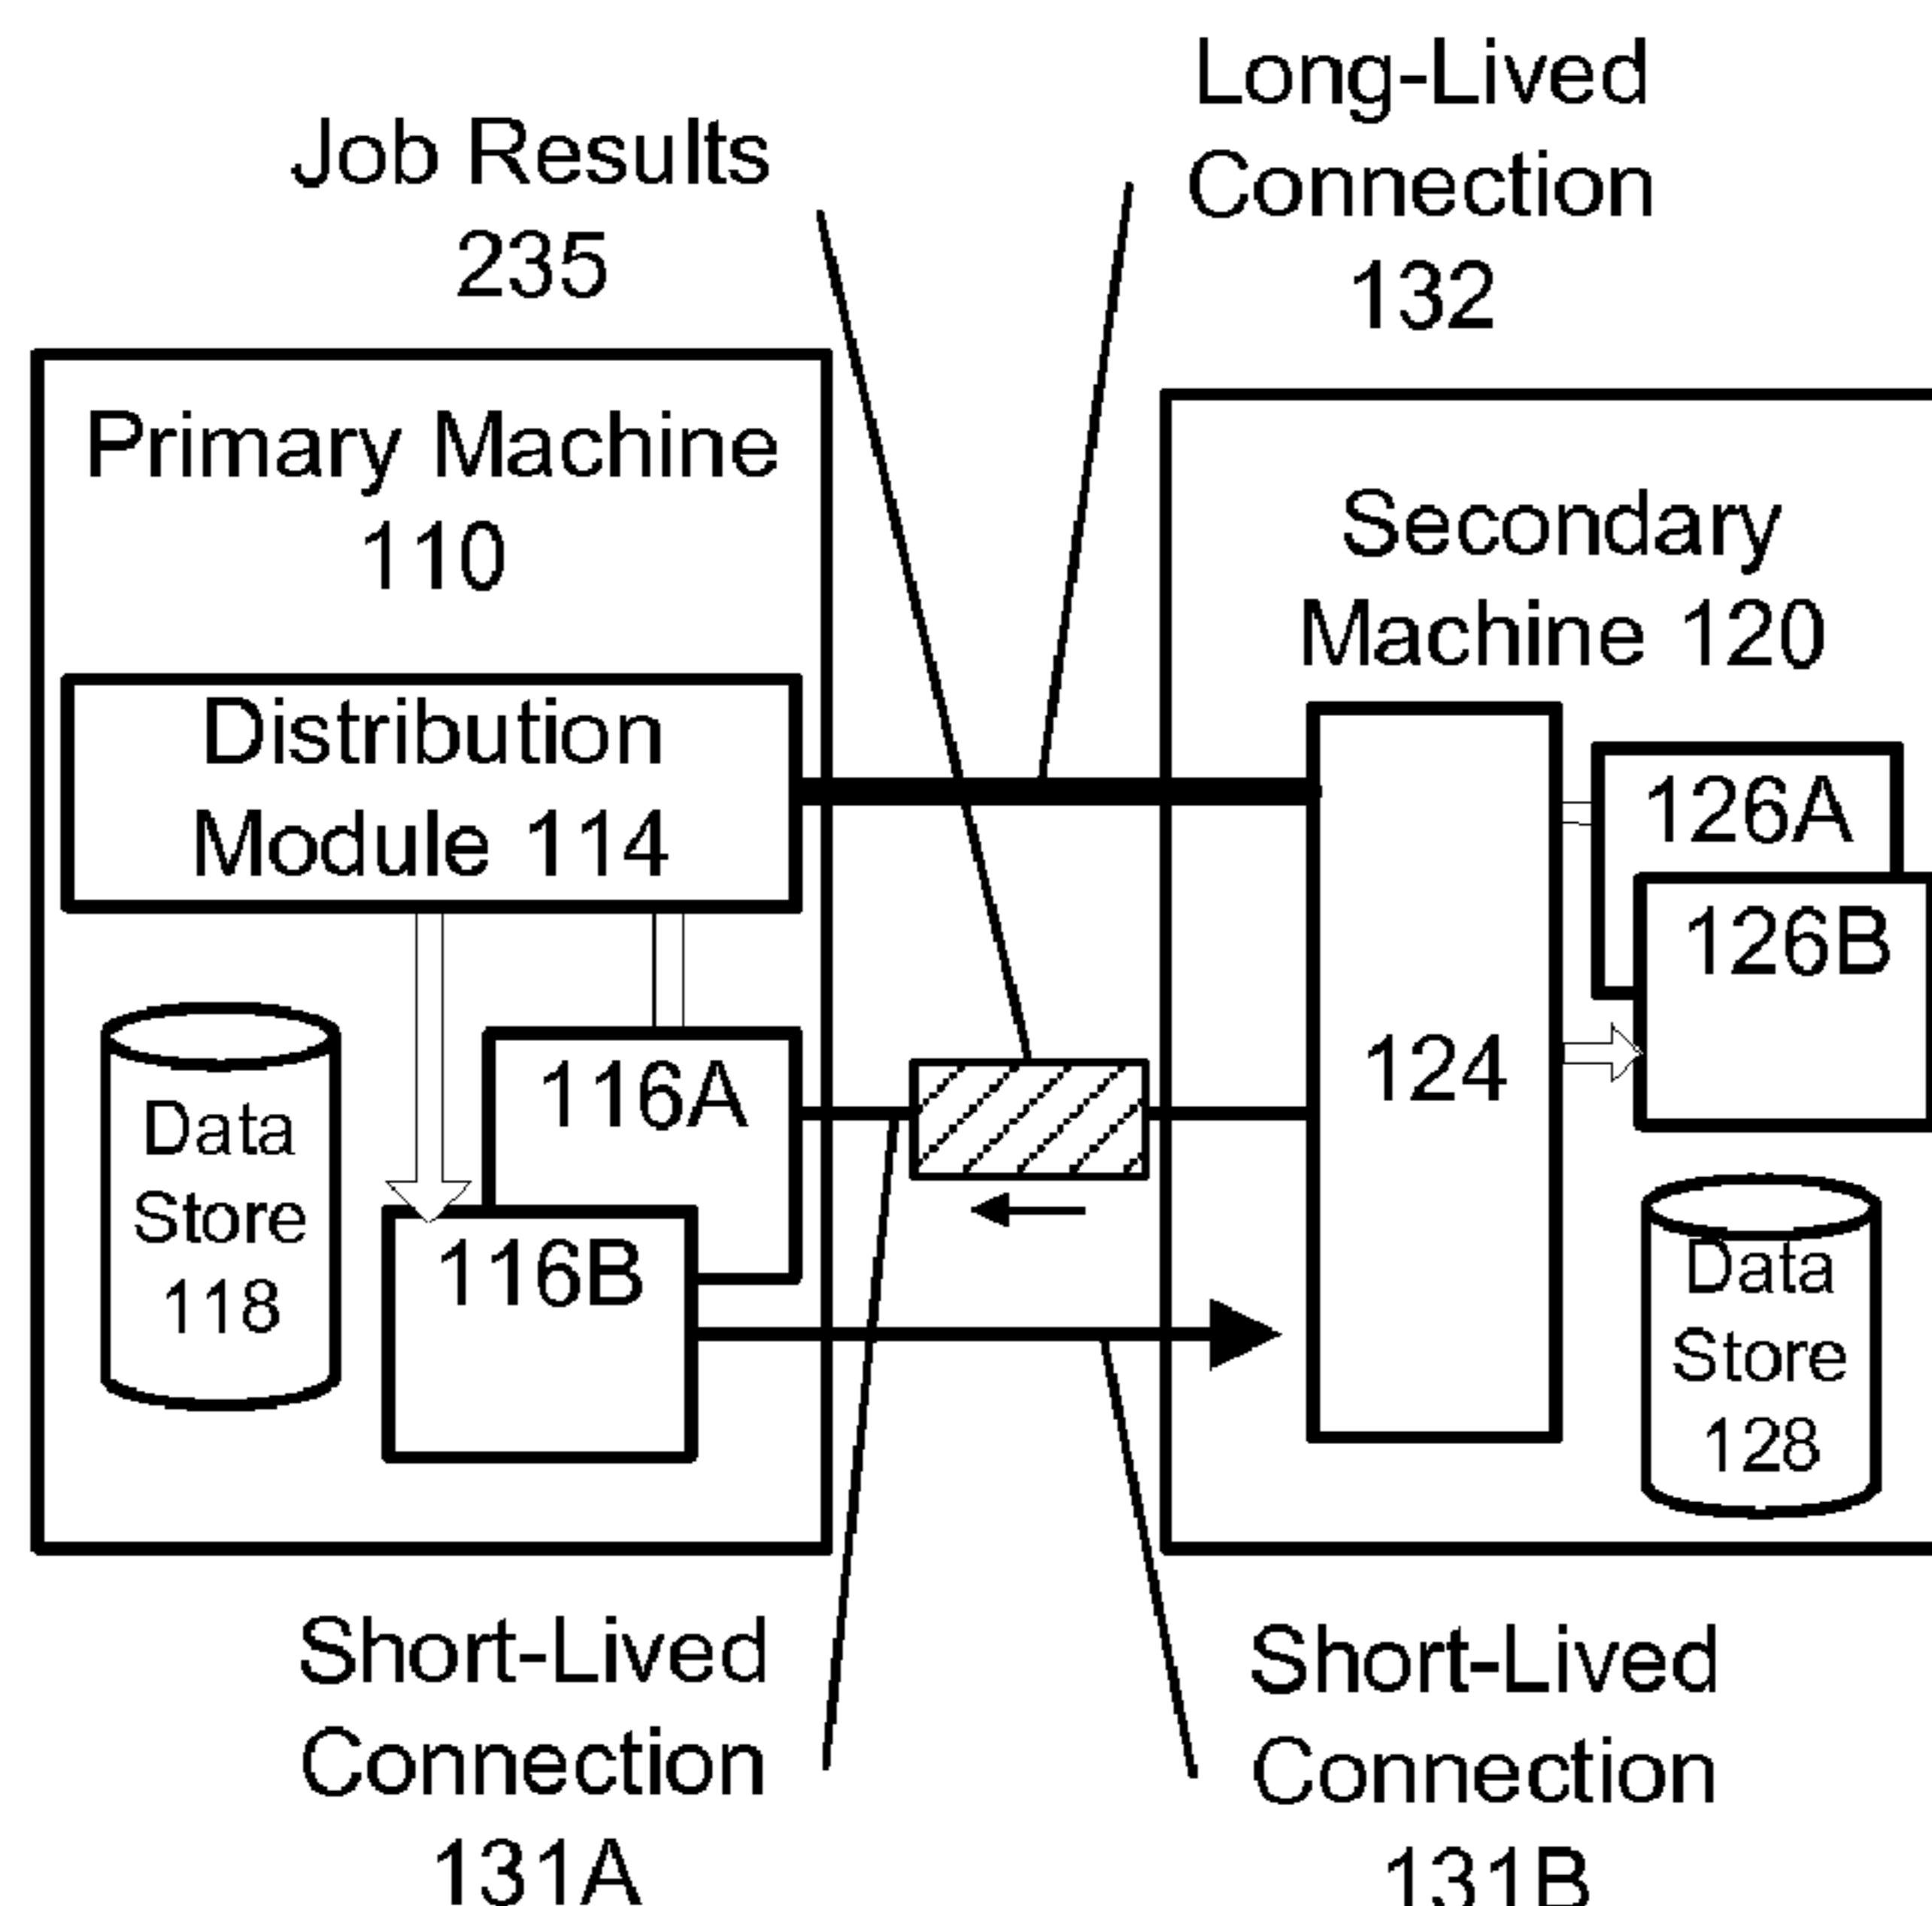 Job Results
235
Long-Lived
Connection
132
Primary Machine
110
Distribution
Module 114
116A
116B
Data
Store
118
Secondary
Machine 120
124
126A
126B
Data
Store
128
Short-Lived
Connection
131A
Short-Lived
Connection
131B